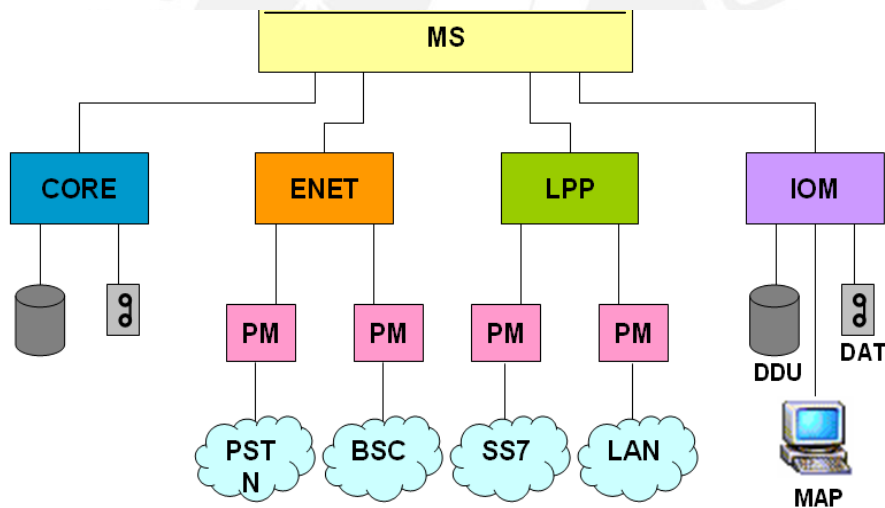 MS
CORE
ENET
LPP
IOM
PM
PM
PM
PM
DDU
DAT
PST
N
BSC
SS7
LAN
MAP